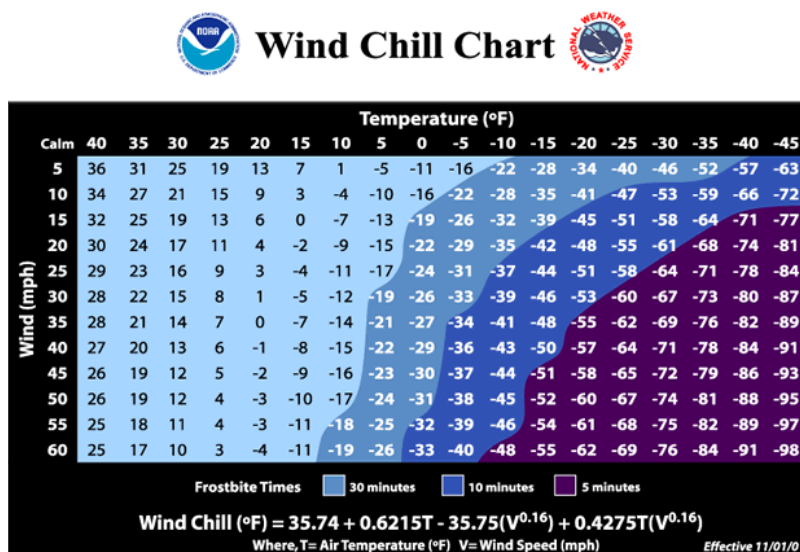 NOAA
Wind Chill Chart
NATIONAL WEATHER SERVICE
Temperature (ºF)
Calm 40 35 30 25 20 15 10 5 0 -5 -10 -15 -20 -25 -30 -35 -40 -45
Wind (mph)
5 36 31 25 19 13 7 1 -5 -11 -16 -22 -28 -34 -40 -46 -52 -57 -63
10 34 27 21 15 9 3 -4 -10 -16 -22 -28 -35 -41 -47 -53 -59 -66 -72
15 32 25 19 13 6 0 -7 -13 -19 -26 -32 -39 -45 -51 -58 -64 -71 -77
20 30 24 17 11 4 -2 -9 -15 -22 -29 -35 -42 -48 -55 -61 -68 -74 -81
25 29 23 16 9 3 -4 -11 -17 -24 -31 -37 -44 -51 -58 -64 -71 -78 -84
30 28 22 15 8 1 -5 -12 -19 -26 -33 -39 -46 -53 -60 -67 -73 -80 -87
35 28 21 14 7 0 -7 -14 -21 -27 -34 -41 -48 -55 -62 -69 -76 -82 -89
40 27 20 13 6 -1 -8 -15 -22 -29 -36 -43 -50 -57 -64 -71 -78 -84 -91
45 26 19 12 5 -2 -9 -16 -23 -30 -37 -44 -51 -58 -65 -72 -79 -86 -93
50 26 19 12 4 -3 -10 -17 -24 -31 -38 -45 -52 -60 -67 -74 -81 -88 -95
55 25 18 11 4 -3 -11 -18 -25 -32 -39 -46 -54 -61 -68 -75 -82 -89 -97
60 25 17 10 3 -4 -11 -19 -26 -33 -40 -48 -55 -62 -69 -76 -84 -91 -98
Frostbite Times 30 minutes 10 minutes 5 minutes
Wind Chill (ºF) = 35.74 + 0.6215T - 35.75(V^0.16) + 0.4275T(V^0.16)
Where, T= Air Temperature (ºF) V= Wind Speed (mph)
Effective 11/01/0